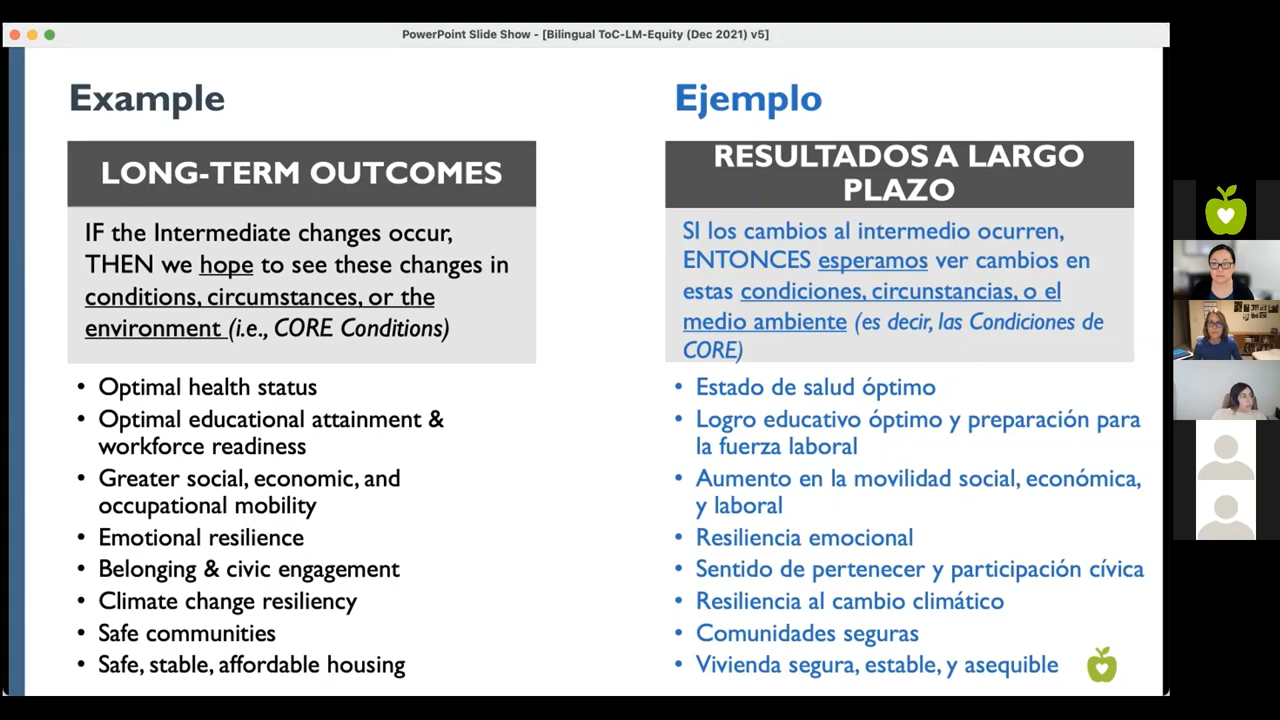 PowerPoint Slide Show - [Bilingual ToC-LM-Equity (Dec 2021) v5]
Example
LONG-TERM OUTCOMES
IF the Intermediate changes occur,
THEN we hope to see these changes in
conditions, circumstances, or the
environment (i.e., CORE Conditions)
• Optimal health status
• Optimal educational attainment &
workforce readiness
• Greater social, economic, and
occupational mobility
• Emotional resilience
• Belonging & civic engagement
• Climate change resiliency
• Safe communities
• Safe, stable, affordable housing
Ejemplo
RESULTADOS A LARGO
PLAZO
SI los cambios al intermedio ocurren,
ENTONCES esperamos ver cambios en
estas condiciones, circunstancias, o el
medio ambiente (es decir, las Condiciones de
CORE)
• Estado de salud óptimo
• Logro educativo óptimo y preparación para
la fuerza laboral
• Aumento en la movilidad social, económica,
y laboral
• Resiliencia emocional
• Sentido de pertenecer y participación cívica
• Resiliencia al cambio climático
• Comunidades seguras
• Vivienda segura, estable, y asequible